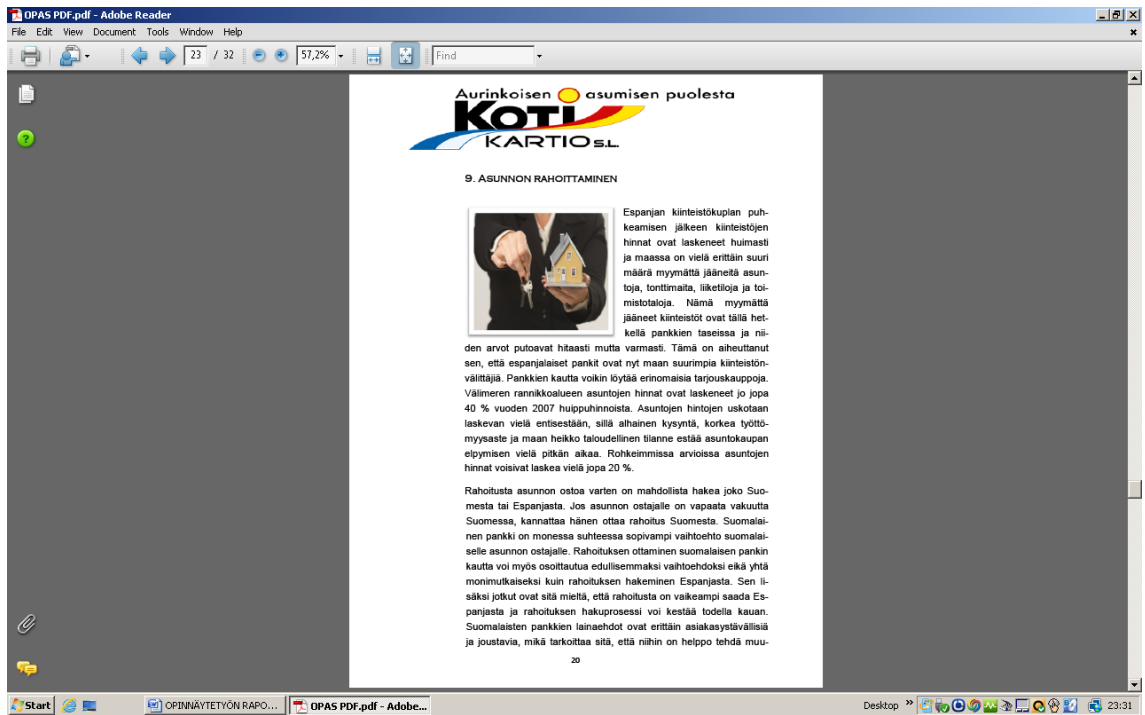 OPAS PDF.pdf - Adobe Reader
File Edit View Document Tools Window Help
23 / 32 57,2% Find
Aurinkoisen asumisen puolesta
KOTI
KARTIO S.L.
9. ASUNNON RAHOITTAMINEN
Espanjan kiinteistökuplan puh-
keamisen jälkeen kiinteistöjen
hinnat ovat laskeneet huimasti
ja maassa on vielä erittäin suuri
määrä myymättä jääneitä asun-
toja, tonttimaita, liiketiloja ja toi-
mistotaloja. Nämä myymättä
jääneet kiinteistöt ovat tällä het-
kellä pankkien taseissa ja nii-
den arvot putoavat hitaasti mutta varmasti. Tämä on aiheuttanut
sen, että espanjalaiset pankit ovat nyt maan suurimpia kiinteistön-
välittäjiä. Pankkien kautta voikin löytää erinomaisia tarjouskauppoja.
Välimeren rannikkoalueen asuntojen hinnat ovat laskeneet jo jopa
40 % vuoden 2007 huippuhinnoista. Asuntojen hintojen uskotaan
laskevan vielä entisestään, sillä alhainen kysyntä, korkea työttö-
myysaste ja maan heikko taloudellinen tilanne estää asuntokaupan
elpymisen vielä pitkän aikaa. Rohkeimmissa arvioissa asuntojen
hinnat voisivat laskea vielä jopa 20 %.
Rahoitusta asunnon ostoa varten on mahdollista hakea joko Suo-
mesta tai Espanjasta. Jos asunnon ostajalle on vapaata vakuutta
Suomessa, kannattaa hänen ottaa rahoitus Suomesta. Suomalai-
nen pankki on monessa suhteessa sopivampi vaihtoehto suomalai-
selle asunnon ostajalle. Rahoituksen ottaminen suomalaisen pankin
kautta voi myös osoittautua edullisemmaksi vaihtoehdoksi eikä yhtä
monimutkaiseksi kuin rahoituksen hakeminen Espanjasta. Sen li-
säksi jotkut ovat sitä mieltä, että rahoitusta on vaikeampi saada Es-
panjasta ja rahoituksen hakuprosessi voi kestää todella kauan.
Suomalaisten pankkien lainaehdot ovat erittäin asiakasystävällisiä
ja joustavia, mikä tarkoittaa sitä, että niihin on helppo tehdä muu-
20
Start OPINNÄYTETYÖN RAPO... OPAS PDF.pdf - Adobe... Desktop » 23:31